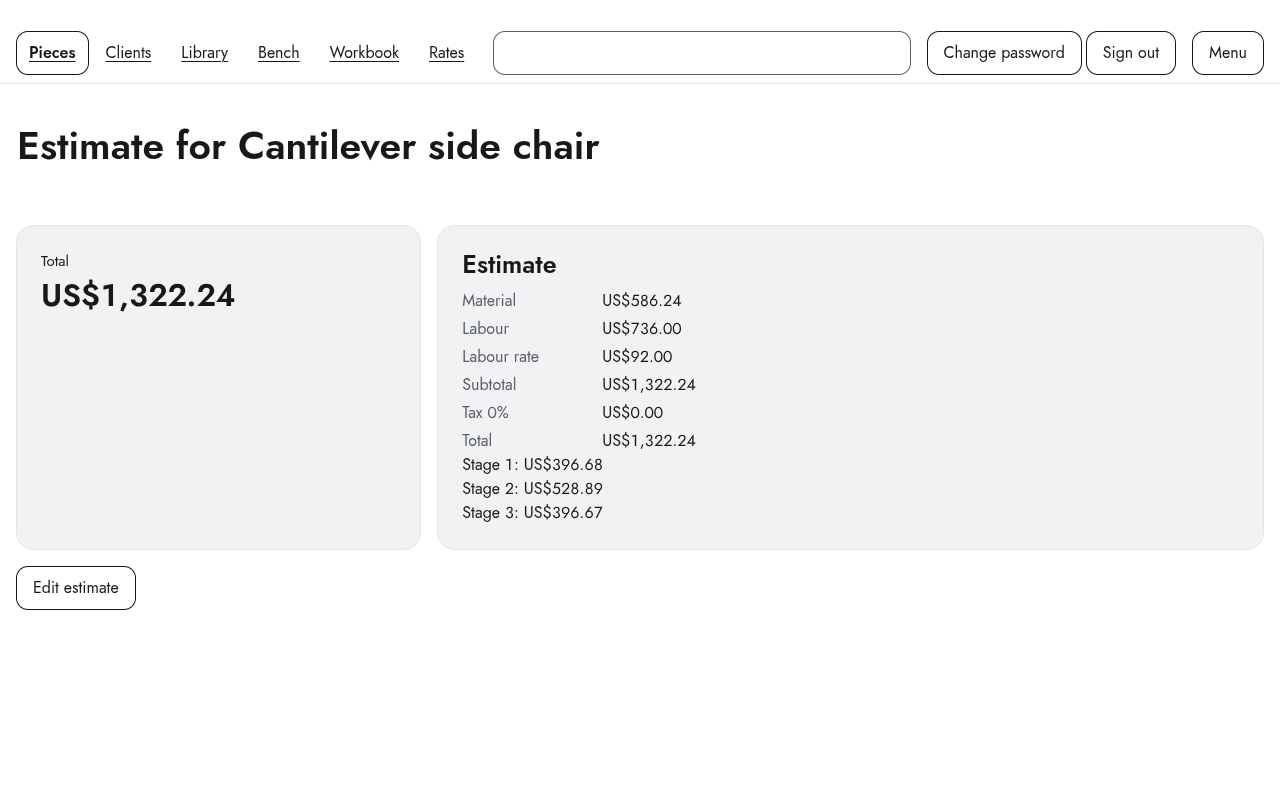 Pieces Clients Library Bench Workbook Rates Change password Sign out Menu
Estimate for Cantilever side chair
Total
US$1,322.24
Estimate
Material US$586.24
Labour US$736.00
Labour rate US$92.00
Subtotal US$1,322.24
Tax 0% US$0.00
Total US$1,322.24
Stage 1: US$396.68
Stage 2: US$528.89
Stage 3: US$396.67
Edit estimate